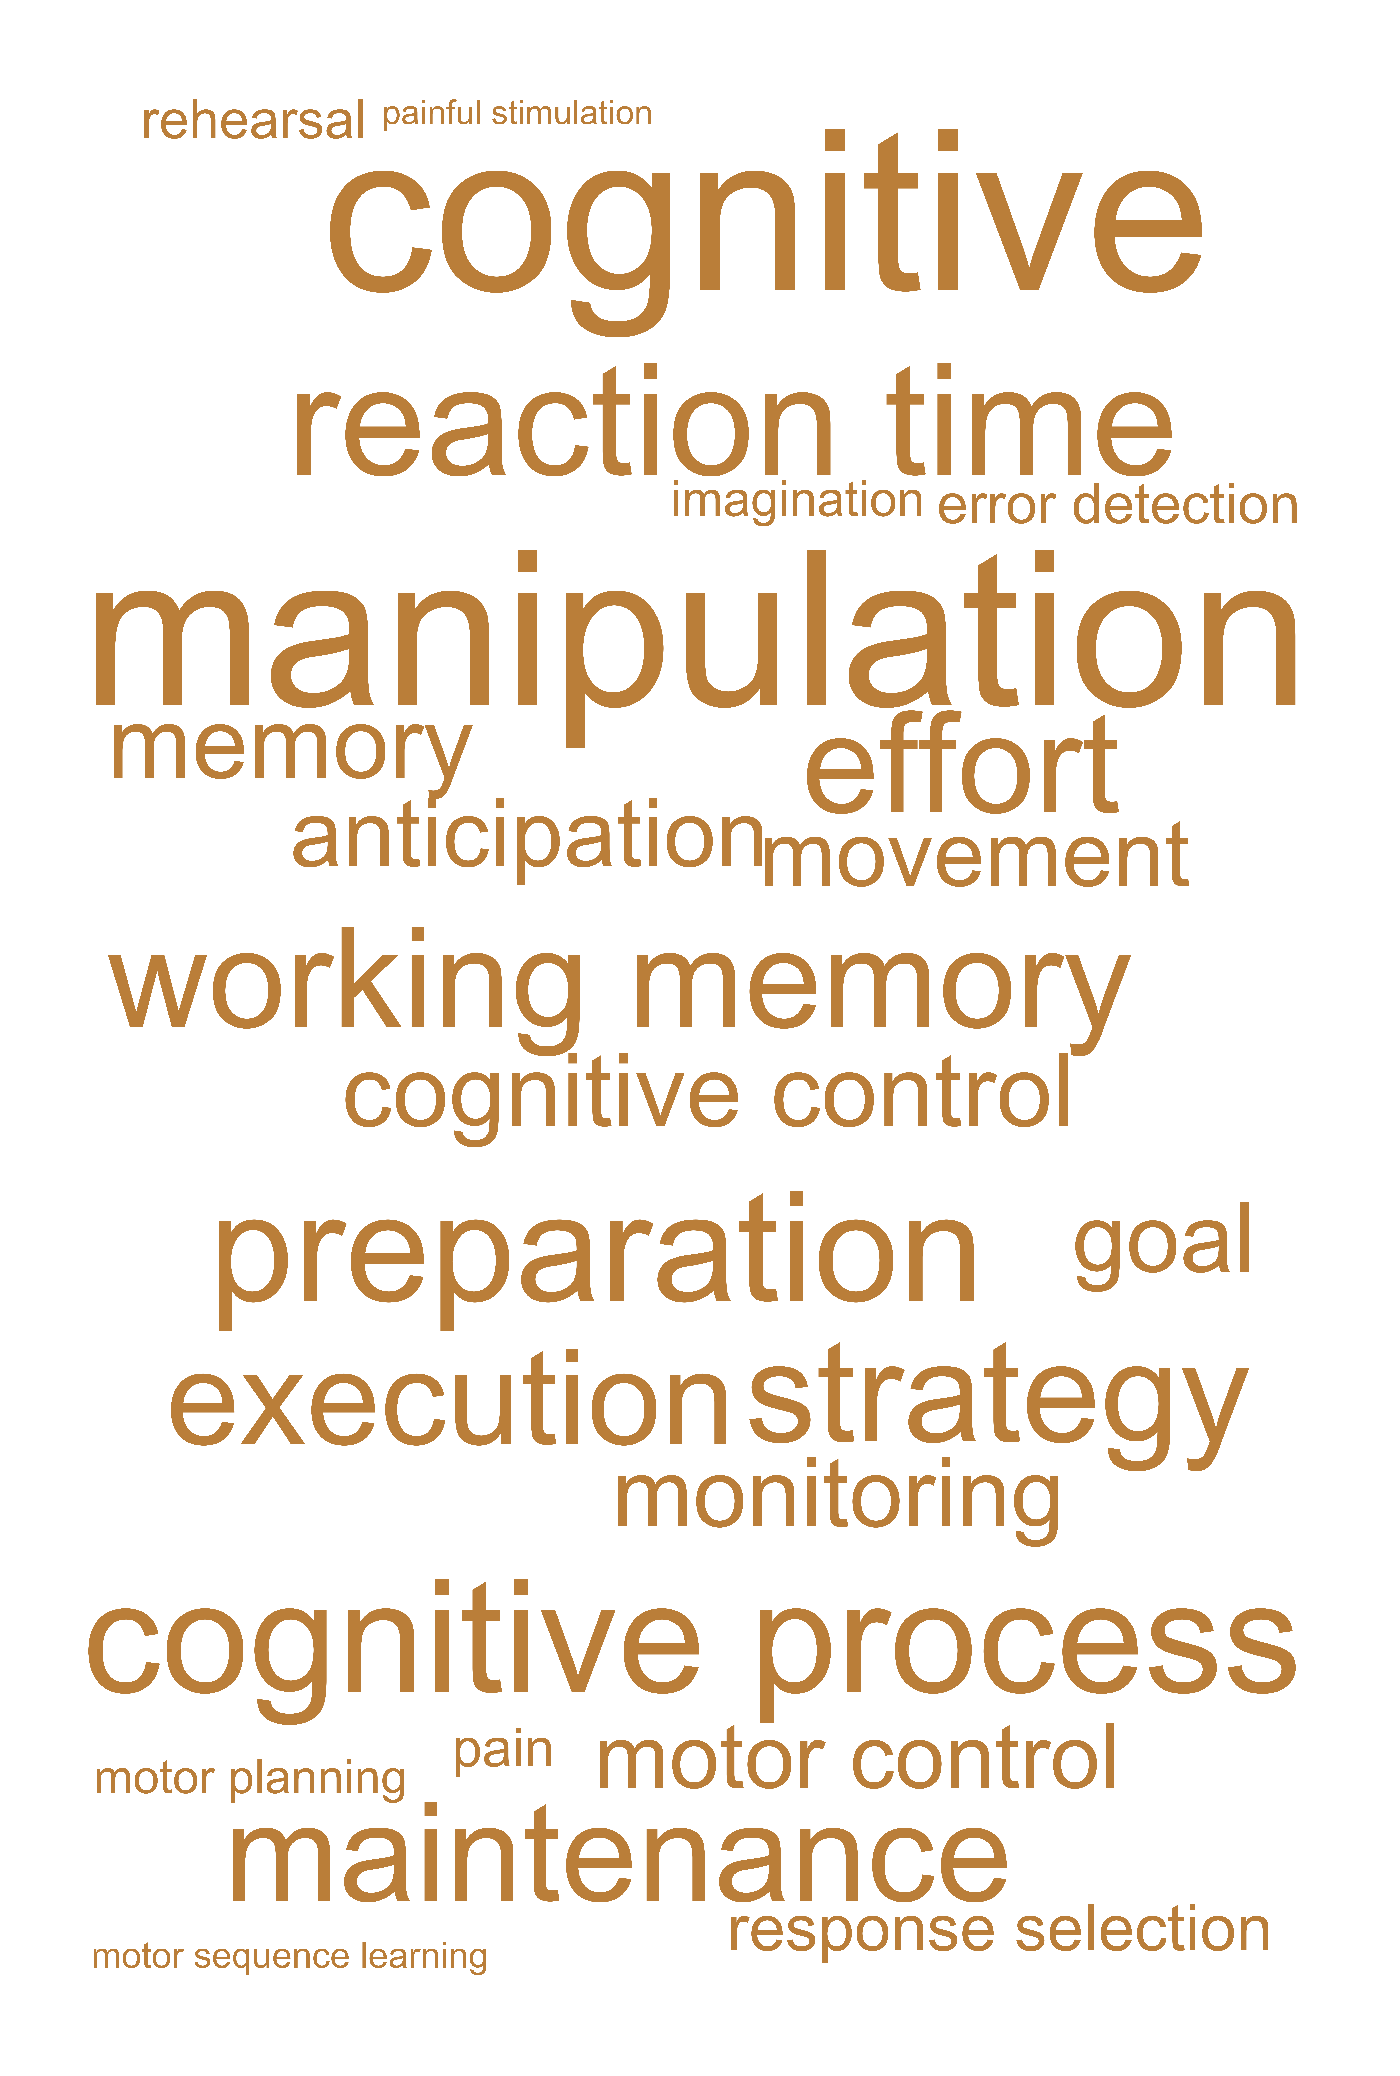 rehearsal painful stimulation
cognitive
reaction time
imagination error detection
manipulation
memory effort
anticipation movement
working memory
cognitive control
preparation goal
execution strategy
monitoring
cognitive process
motor planning pain motor control
maintenance
response selection
motor sequence learning